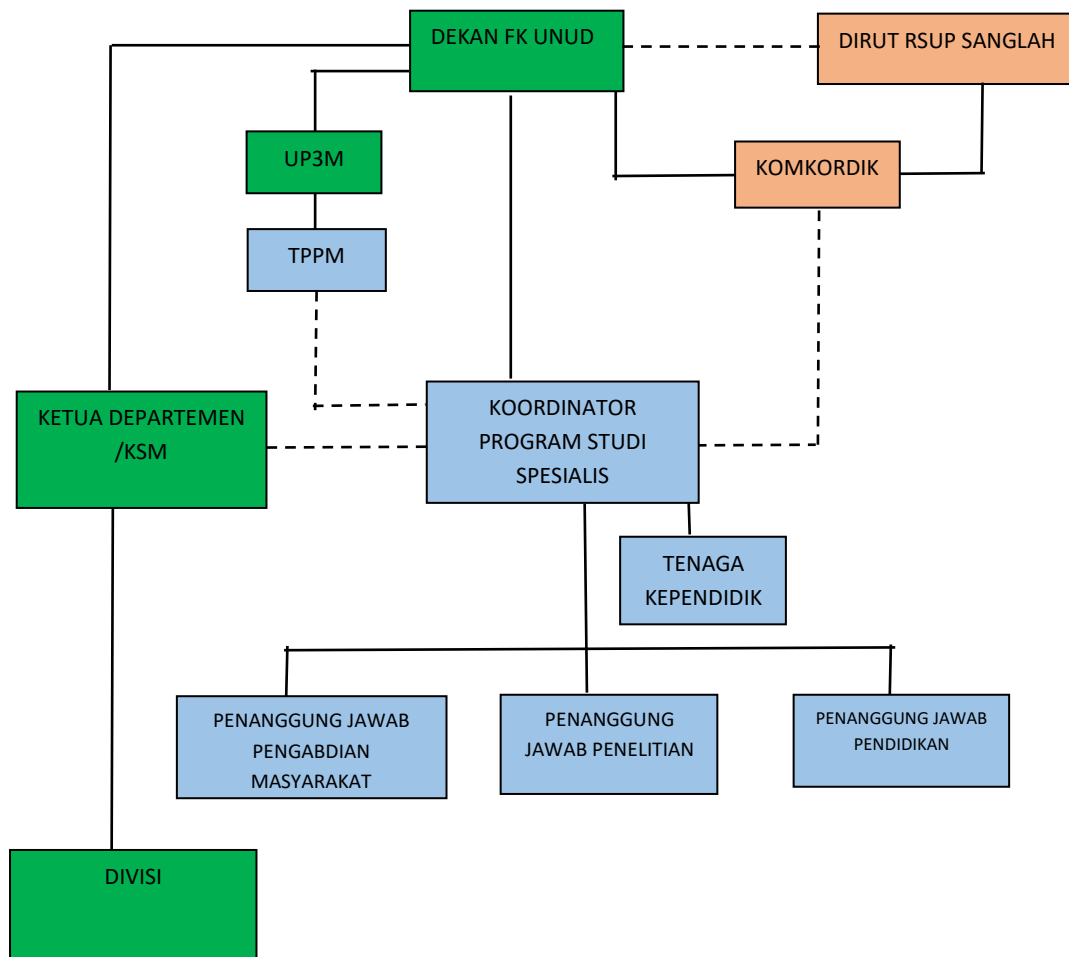 DEKAN FK UNUD
DIRUT RSUP SANGLAH
UP3M
KOMKORDIK
TPPM
KETUA DEPARTEMEN
/KSM
KOORDINATOR
PROGRAM STUDI
SPESIALIS
TENAGA
KEPENDIDIK
PENANGGUNG JAWAB
PENGABDIAN
MASYARAKAT
PENANGGUNG
JAWAB PENELITIAN
PENANGGUNG JAWAB
PENDIDIKAN
DIVISI